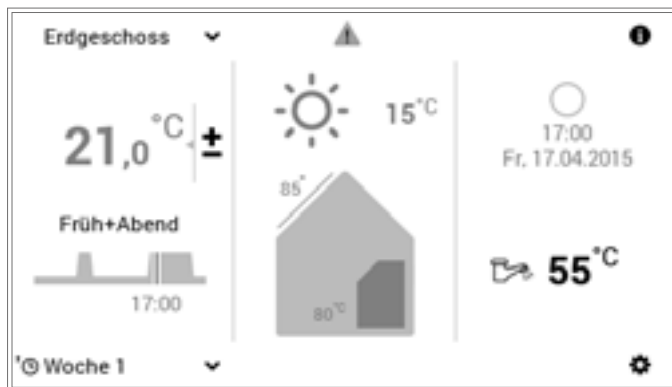 Erdgeschoss
21,0 °C ±
Früh+Abend
17:00
Woche 1
15°C
85°
80°C
17:00
Fr. 17.04.2015
55°C